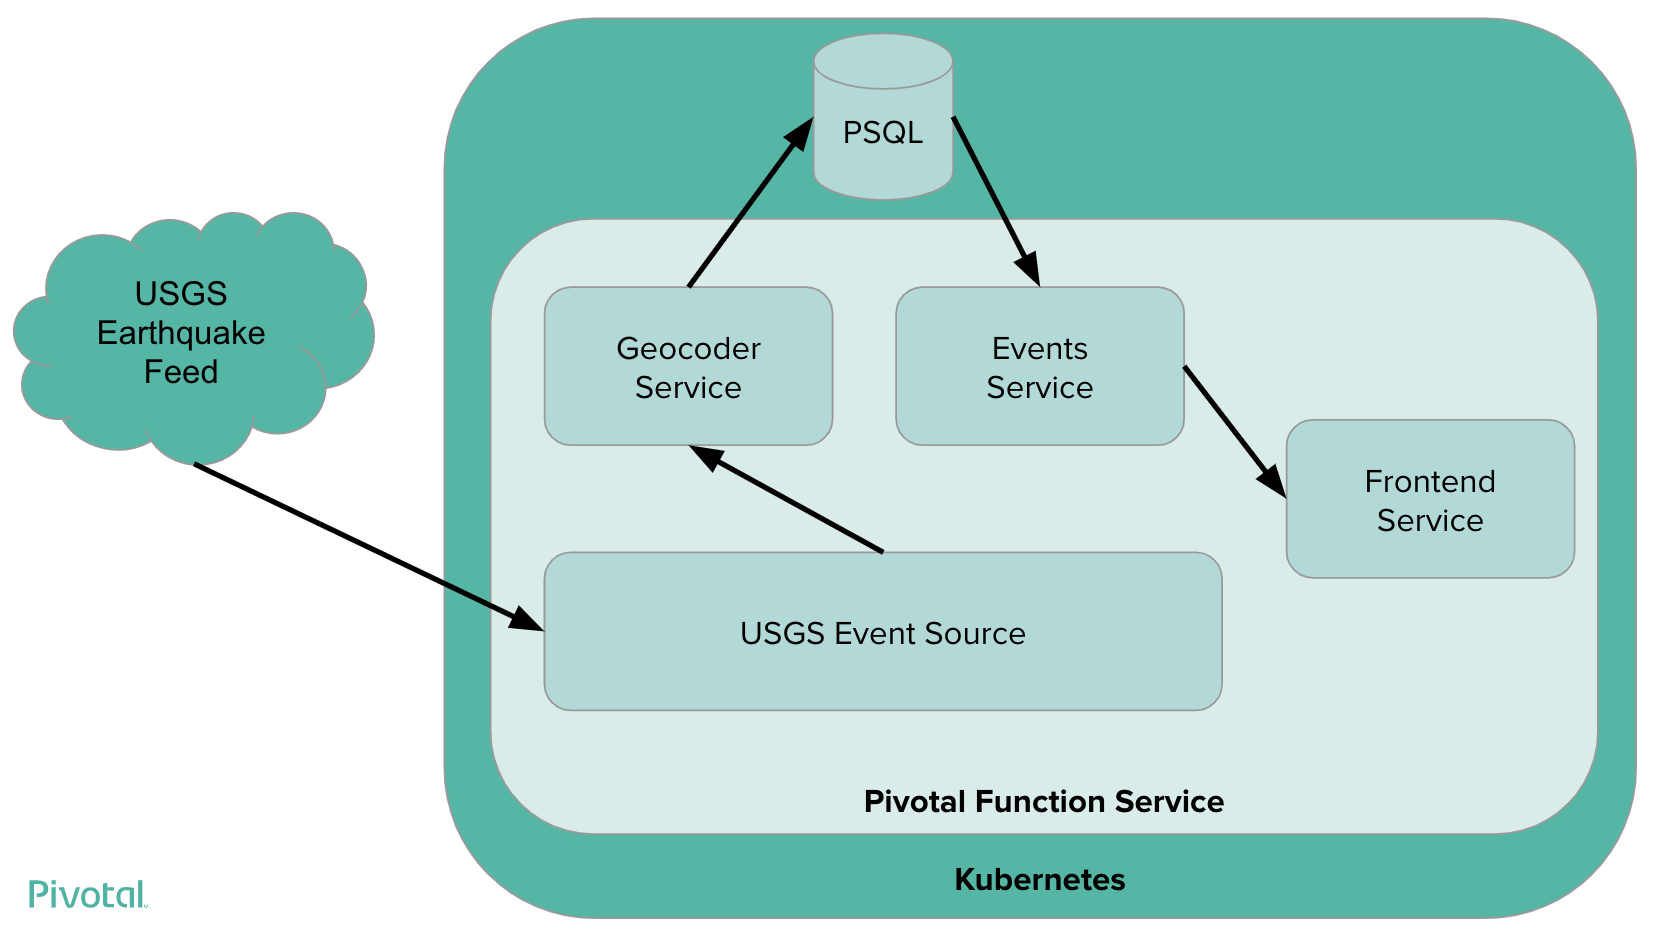 PSQL
USGS
Earthquake
Feed
Geocoder
Service
Events
Service
Frontend
Service
USGS Event Source
Pivotal Function Service
Kubernetes
Pivotal